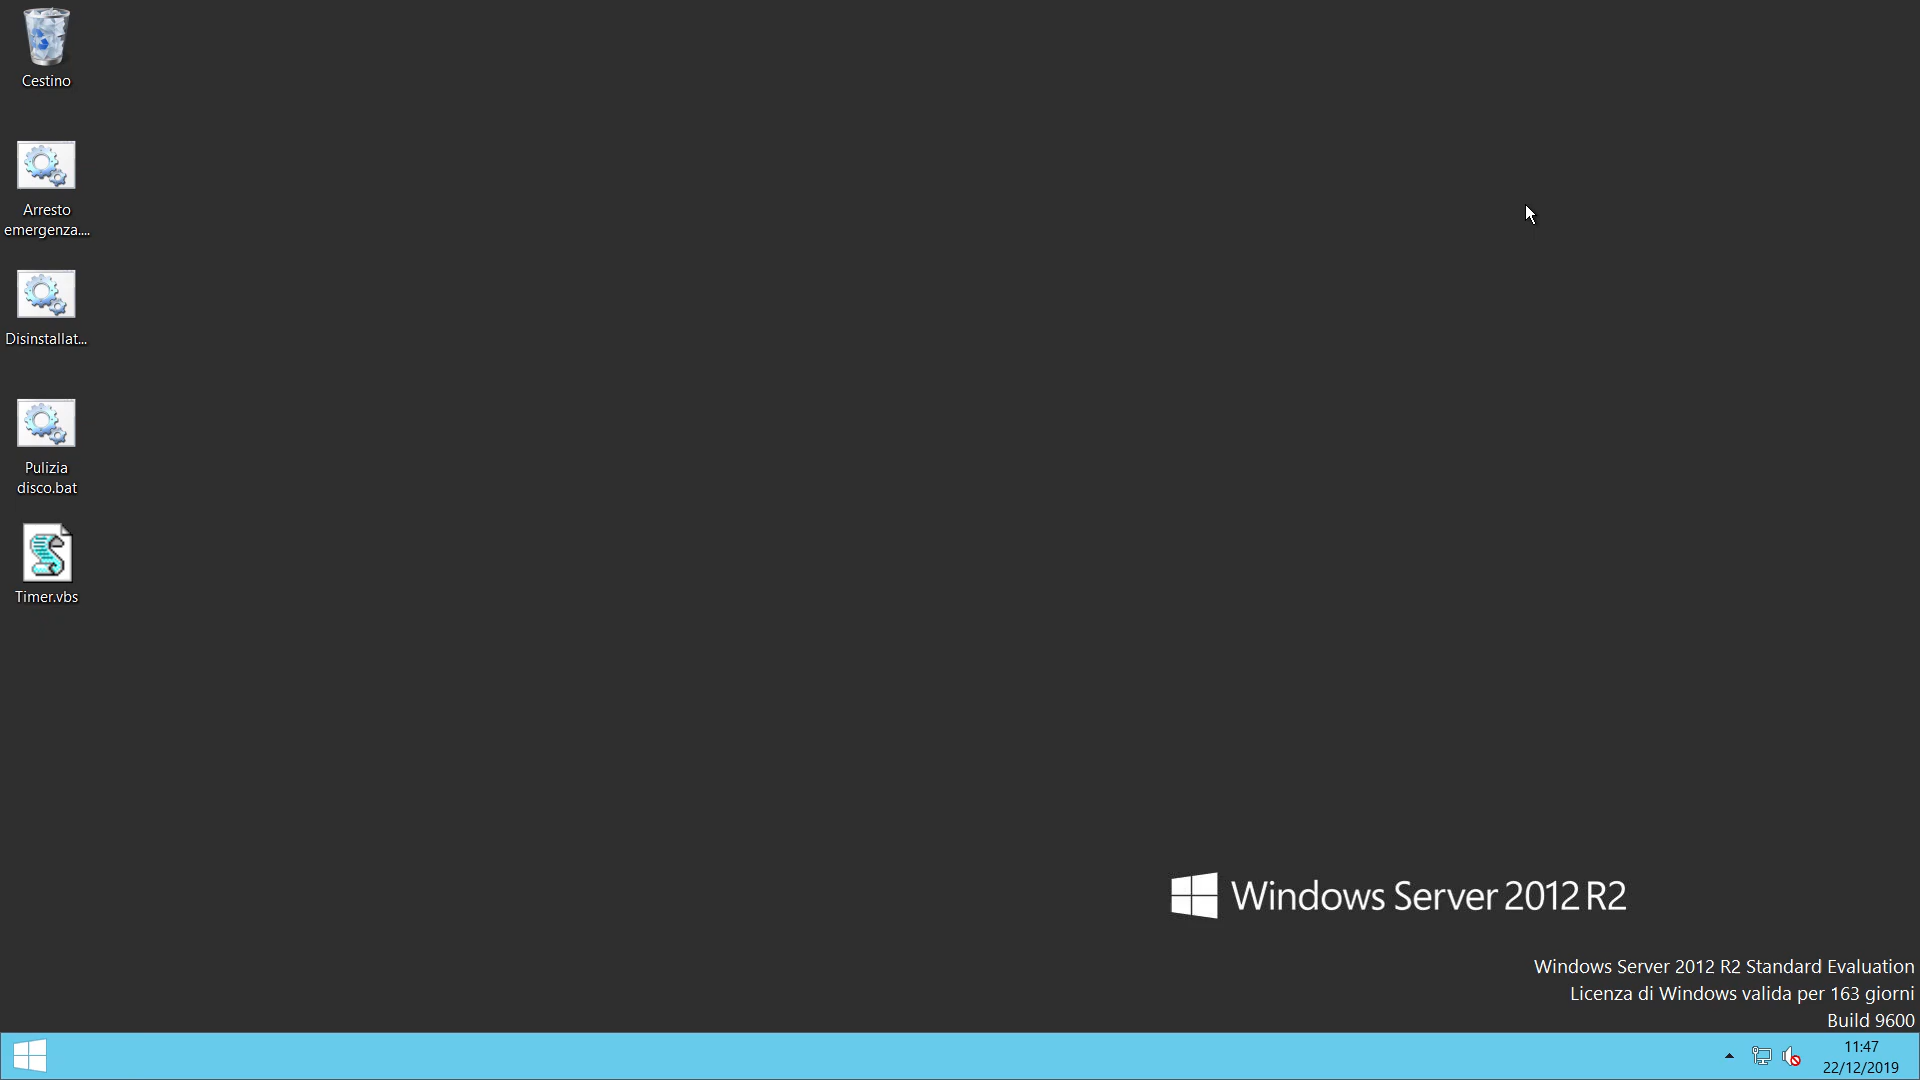 Cestino
Arresto
emergenza....
Disinstallat...
Pulizia
disco.bat
Timer.vbs
Windows Server 2012 R2
Windows Server 2012 R2 Standard Evaluation
Licenza di Windows valida per 163 giorni
Build 9600
11:47
22/12/2019